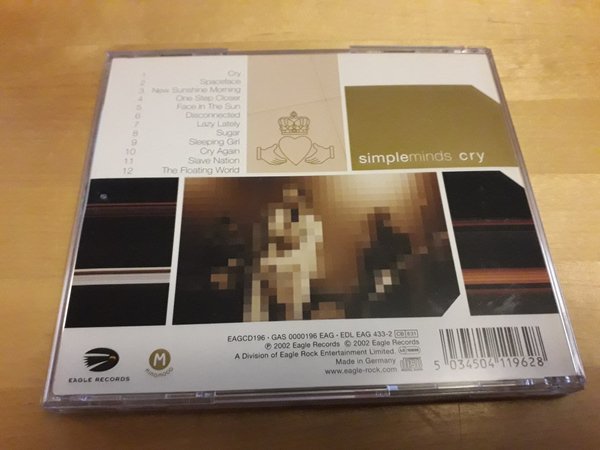 1 Cry
2 Spaceface
3 New Sunshine Morning
4 One Step Closer
5 Face In The Sun
6 Disconnected
7 Lazy Lately
8 Sugar
9 Sleeping Girl
10 Cry Again
11 Slave Nation
12 The Floating World
simpleminds cry
EAGCD196 · GAS 0000196 EAG · EDL EAG 433-2
℗ 2002 Eagle Records © 2002 Eagle Records
A Division of Eagle Rock Entertainment Limited.
Made in Germany
www.eagle-rock.com
EAGLE RECORDS
M
5 034504 119628